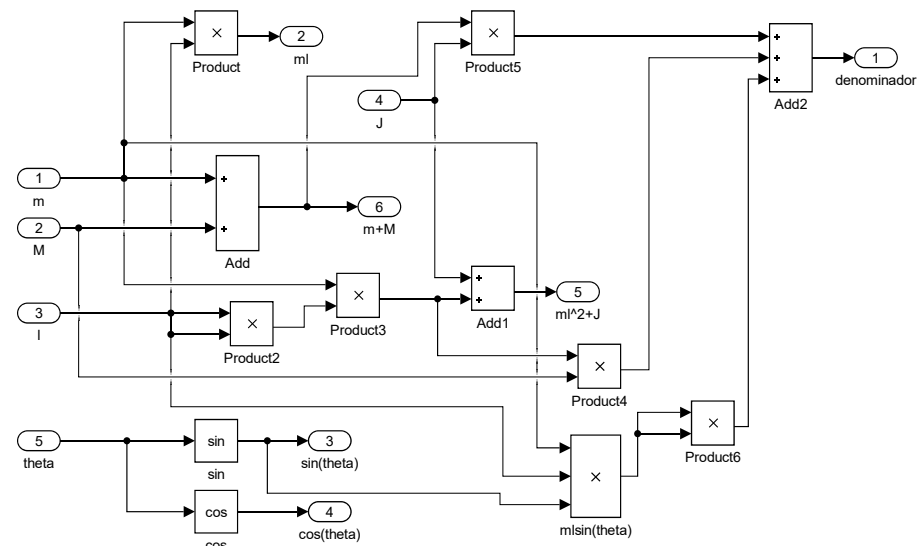 ×
Product
2
ml
×
Product5
+
+
+
Add2
1
denominador
4
J
1
m
2
M
+
+
Add
6
m+M
3
l
×
Product2
×
Product3
+
+
Add1
5
ml^2+J
×
Product4
5
theta
sin
sin
3
sin(theta)
cos
cos
4
cos(theta)
×
mlsin(theta)
×
Product6